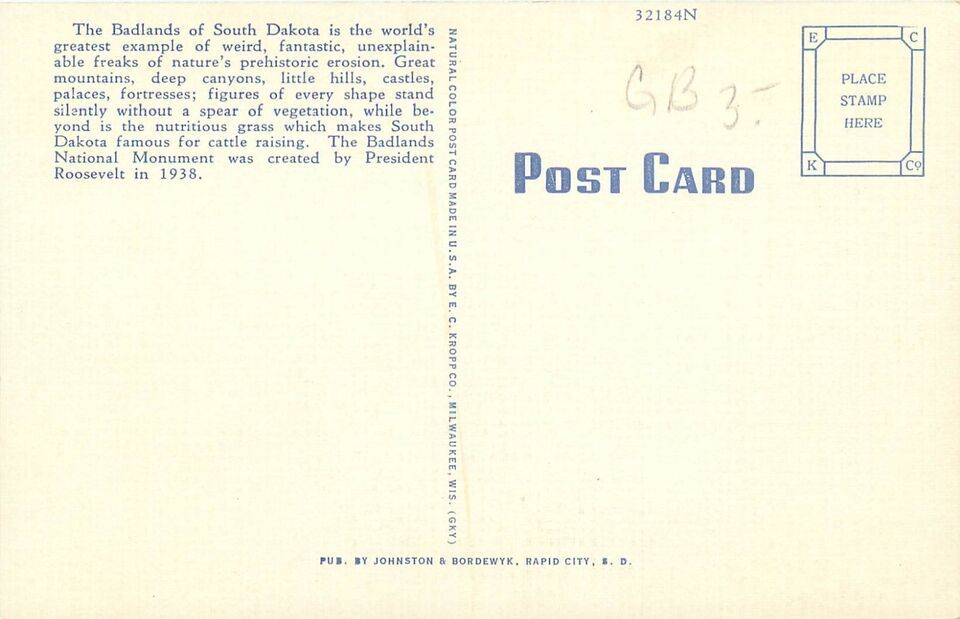 The Badlands of South Dakota is the world's
greatest example of weird, fantastic, unexplain-
able freaks of nature's prehistoric erosion. Great
mountains, deep canyons, little hills, castles,
palaces, fortresses; figures of every shape stand
silently without a spear of vegetation, while be-
yond is the nutritious grass which makes South
Dakota famous for cattle raising. The Badlands
National Monument was created by President
Roosevelt in 1938.
NATURAL COLOR POST CARD MADE IN U.S.A. BY E. C. KROPP CO., MILWAUKEE, WIS. (GKY)
32184N
GB 3.-
POST CARD
E C
PLACE
STAMP
HERE
K Co
PUB. BY JOHNSTON & BORDEWYK, RAPID CITY, S. D.